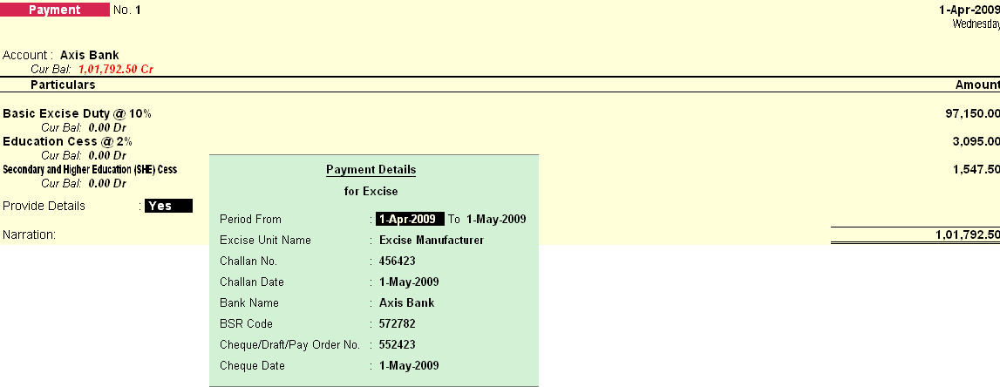 Payment No. 1 1-Apr-2009
Wednesday
Account : Axis Bank
Cur Bal: 1,01,792.50 Cr
Particulars Amount
Basic Excise Duty @ 10% 97,150.00
Cur Bal: 0.00 Dr
Education Cess @ 2% 3,095.00
Cur Bal: 0.00 Dr
Secondary and Higher Education (SHE) Cess 1,547.50
Cur Bal: 0.00 Dr
Provide Details : Yes
Narration: 1,01,792.50
Payment Details
for Excise
Period From : 1-Apr-2009 To 1-May-2009
Excise Unit Name : Excise Manufacturer
Challan No. : 456423
Challan Date : 1-May-2009
Bank Name : Axis Bank
BSR Code : 572782
Cheque/Draft/Pay Order No. : 552423
Cheque Date : 1-May-2009